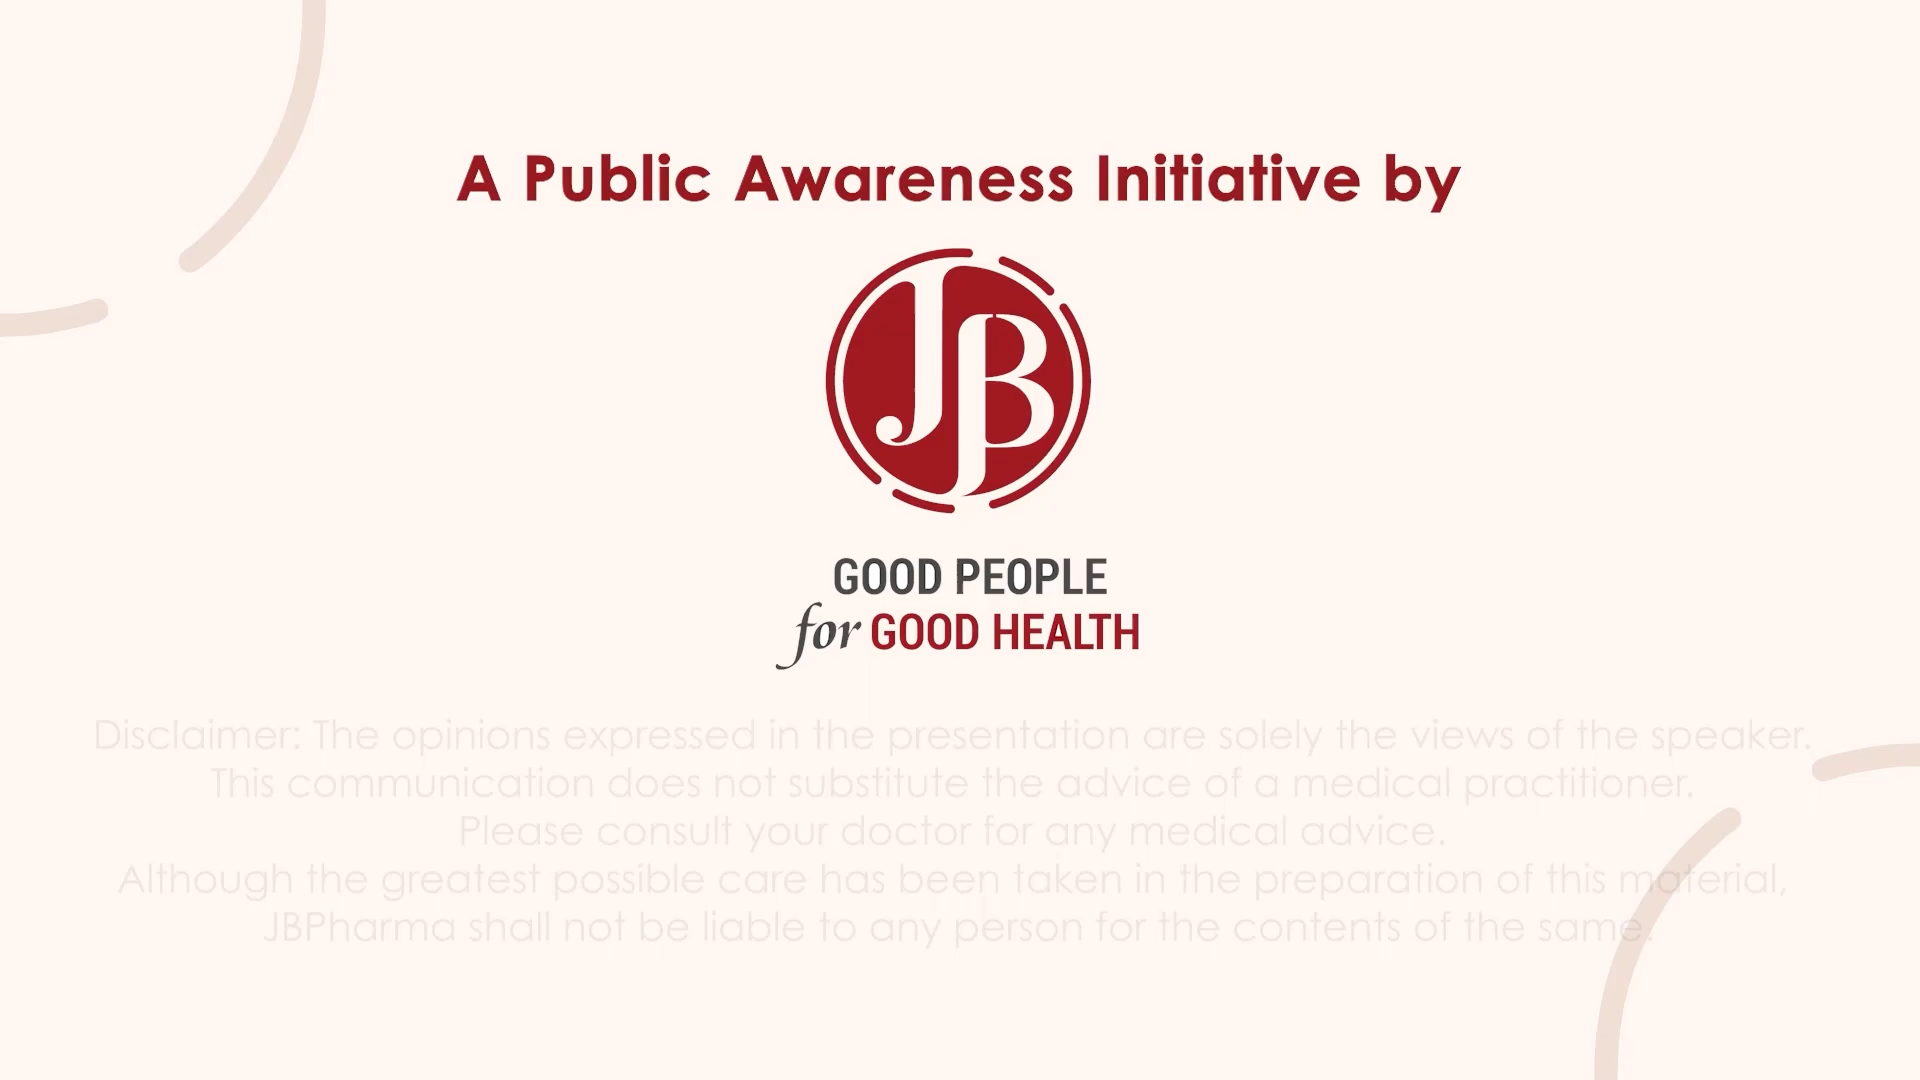 A Public Awareness Initiative by
JB
GOOD PEOPLE
for GOOD HEALTH
Disclaimer: The opinions expressed in the presentation are solely the views of the speaker.
This communication does not substitute the advice of a medical practitioner.
Please consult your doctor for any medical advice.
Although the greatest possible care has been taken in the preparation of this material,
JBPharma shall not be liable to any person for the contents of the same.